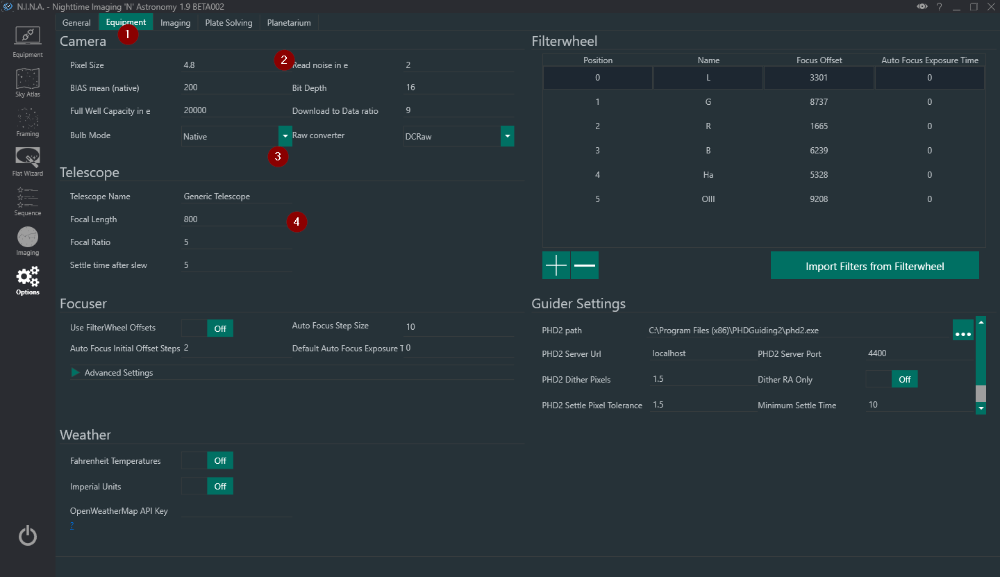 N.I.N.A. - Nighttime Imaging 'N' Astronomy 1.9 BETA002
?
General Equipment Imaging Plate Solving Planetarium
1
Equipment
Sky Atlas
Framing
Flat Wizard
Sequence
Imaging
Options
Camera
2
Pixel Size 4.8 Read noise in e 2
BIAS mean (native) 200 Bit Depth 16
Full Well Capacity in e 20000 Download to Data ratio 9
Bulb Mode Native Raw converter DCRaw
3
Telescope
Telescope Name Generic Telescope
Focal Length 800
4
Focal Ratio 5
Settle time after slew 5
Focuser
Use FilterWheel Offsets Off Auto Focus Step Size 10
Auto Focus Initial Offset Steps 2 Default Auto Focus Exposure T 0
Advanced Settings
Weather
Fahrenheit Temperatures Off
Imperial Units Off
OpenWeatherMap API Key
?
Filterwheel
Position Name Focus Offset Auto Focus Exposure Time
0 L 3301 0
1 G 8737 0
2 R 1665 0
3 B 6239 0
4 Ha 5328 0
5 OIII 9208 0
Import Filters from Filterwheel
Guider Settings
PHD2 path C:\Program Files (x86)\PHDGuiding2\phd2.exe ...
PHD2 Server Url localhost PHD2 Server Port 4400
PHD2 Dither Pixels 1.5 Dither RA Only Off
PHD2 Settle Pixel Tolerance 1.5 Minimum Settle Time 10